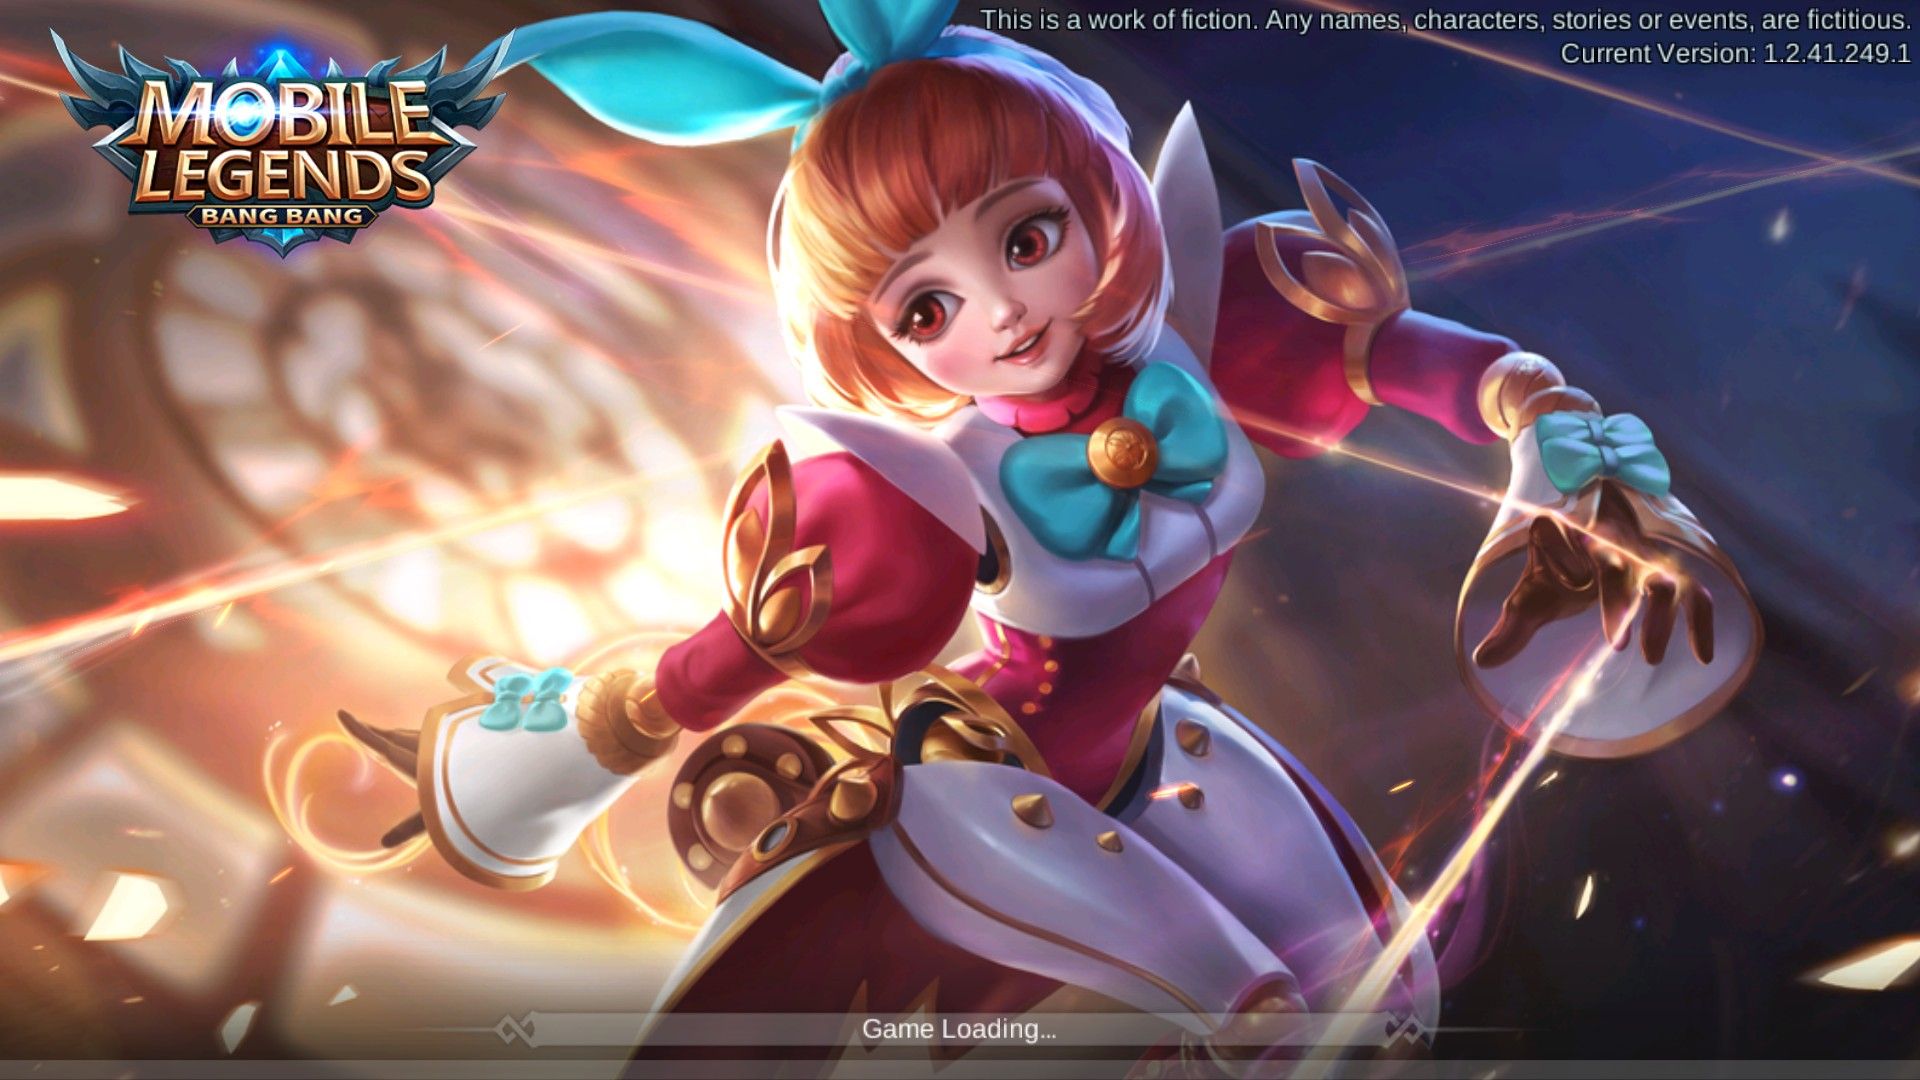 This is a work of fiction. Any names, characters, stories or events, are fictitious.
Current Version: 1.2.41.249.1
MOBILE
LEGENDS
BANG BANG
Game Loading...